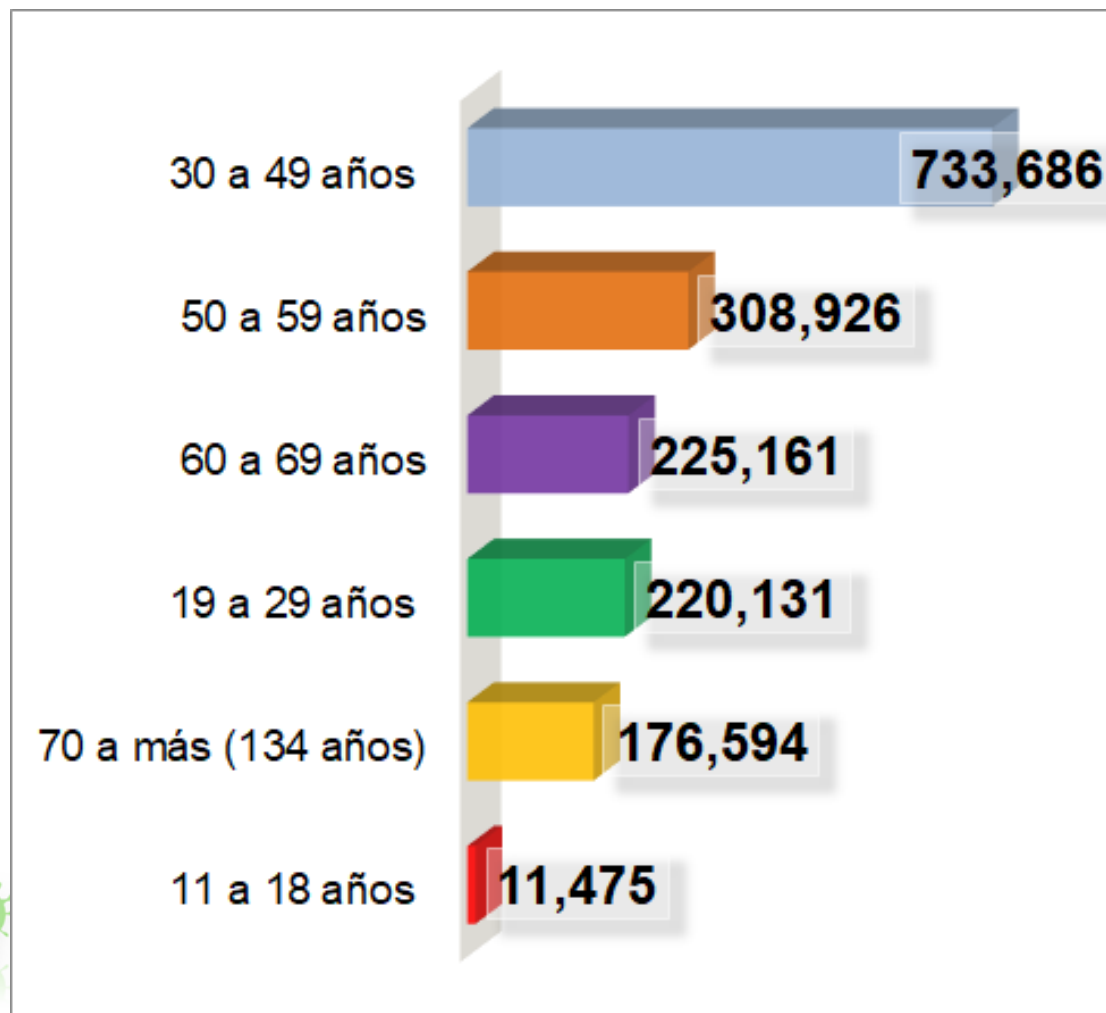 30 a 49 años 733,686
50 a 59 años 308,926
60 a 69 años 225,161
19 a 29 años 220,131
70 a más (134 años) 176,594
11 a 18 años 11,475